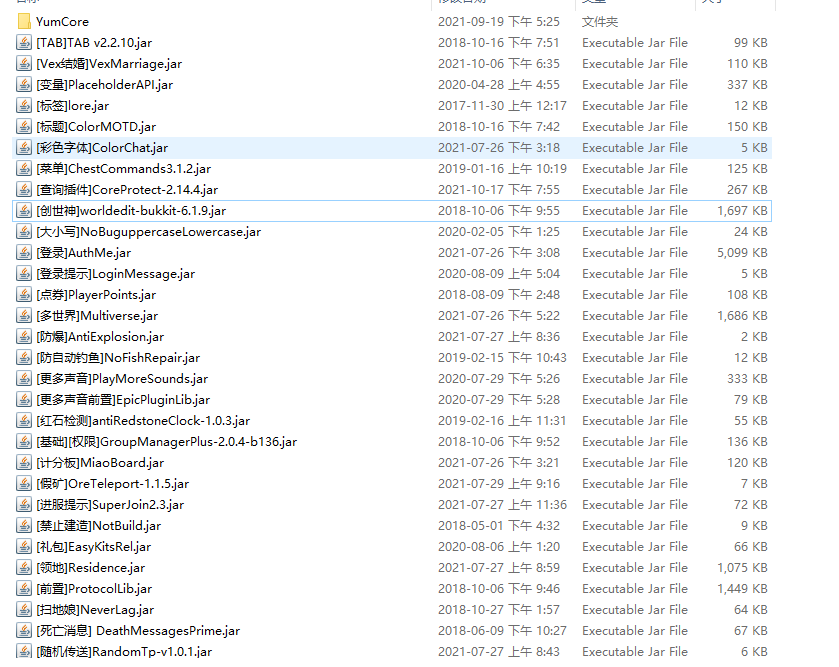 YumCore 2021-09-19 下午 5:25 文件夹
[TAB]TAB v2.2.10.jar 2018-10-16 下午 7:51 Executable Jar File 99 KB
[Vex结婚]VexMarriage.jar 2021-10-06 下午 6:35 Executable Jar File 110 KB
[变量]PlaceholderAPI.jar 2020-04-28 上午 4:55 Executable Jar File 337 KB
[标签]lore.jar 2017-11-30 上午 12:17 Executable Jar File 12 KB
[标题]ColorMOTD.jar 2018-10-16 下午 7:42 Executable Jar File 150 KB
[彩色字体]ColorChat.jar 2021-07-26 下午 3:18 Executable Jar File 5 KB
[菜单]ChestCommands3.1.2.jar 2019-01-16 上午 10:19 Executable Jar File 125 KB
[查询插件]CoreProtect-2.14.4.jar 2021-10-17 下午 7:55 Executable Jar File 267 KB
[创世神]worldedit-bukkit-6.1.9.jar 2018-10-06 下午 9:55 Executable Jar File 1,697 KB
[大小写]NoBuguppercaseLowercase.jar 2020-02-05 下午 1:25 Executable Jar File 24 KB
[登录]AuthMe.jar 2021-07-26 下午 3:08 Executable Jar File 5,099 KB
[登录提示]LoginMessage.jar 2020-08-09 上午 5:04 Executable Jar File 5 KB
[点券]PlayerPoints.jar 2018-08-09 下午 2:48 Executable Jar File 108 KB
[多世界]Multiverse.jar 2021-07-26 下午 5:22 Executable Jar File 1,686 KB
[防爆]AntiExplosion.jar 2021-07-27 上午 8:36 Executable Jar File 2 KB
[防自动钓鱼]NoFishRepair.jar 2019-02-15 下午 10:43 Executable Jar File 12 KB
[更多声音]PlayMoreSounds.jar 2020-07-29 下午 5:26 Executable Jar File 333 KB
[更多声音前置]EpicPluginLib.jar 2020-07-29 下午 5:28 Executable Jar File 79 KB
[红石检测]antiRedstoneClock-1.0.3.jar 2019-02-16 上午 11:31 Executable Jar File 55 KB
[基础][权限]GroupManagerPlus-2.0.4-b136.jar 2018-10-06 下午 9:52 Executable Jar File 136 KB
[计分板]MiaoBoard.jar 2021-07-26 下午 3:21 Executable Jar File 120 KB
[假矿]OreTeleport-1.1.5.jar 2021-07-29 上午 9:16 Executable Jar File 7 KB
[进服提示]SuperJoin2.3.jar 2021-07-27 上午 11:36 Executable Jar File 72 KB
[禁止建造]NotBuild.jar 2018-05-01 下午 4:32 Executable Jar File 9 KB
[礼包]EasyKitsRel.jar 2020-08-06 上午 1:20 Executable Jar File 66 KB
[领地]Residence.jar 2021-07-27 上午 8:59 Executable Jar File 1,075 KB
[前置]ProtocolLib.jar 2018-10-06 下午 9:46 Executable Jar File 1,449 KB
[扫地娘]NeverLag.jar 2018-10-27 下午 1:57 Executable Jar File 64 KB
[死亡消息] DeathMessagesPrime.jar 2018-06-09 下午 10:27 Executable Jar File 67 KB
[随机传送]RandomTp-v1.0.1.jar 2021-07-27 上午 8:43 Executable Jar File 6 KB